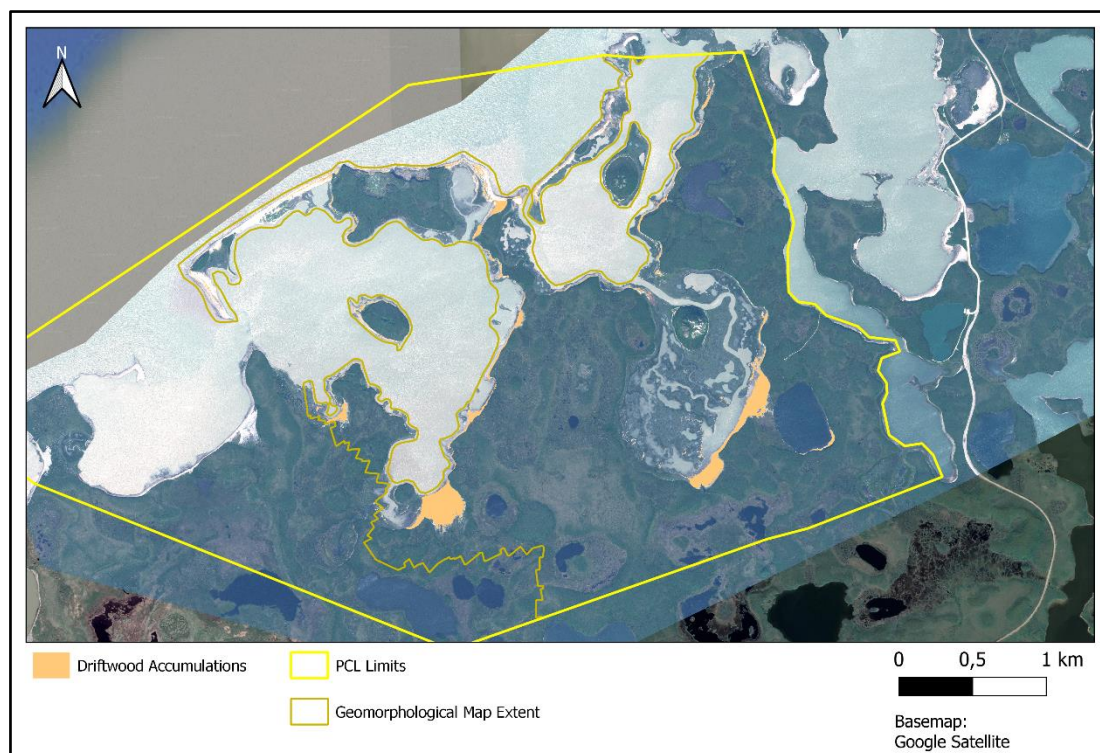 N
Driftwood Accumulations
PCL Limits
Geomorphological Map Extent
0 0,5 1 km
Basemap:
Google Satellite